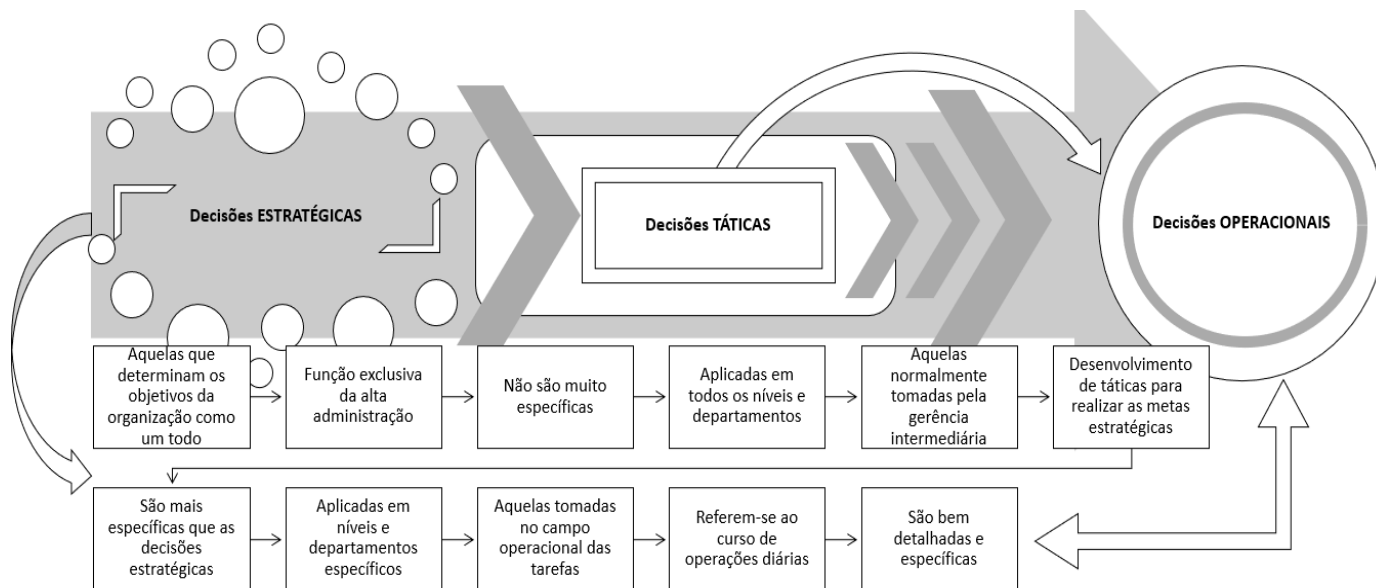 Decisões ESTRATÉGICAS
Decisões TÁTICAS
Decisões OPERACIONAIS
Aquelas que
determinam os
objetivos da
organização como
um todo
Função exclusiva
da alta
administração
Não são muito
específicas
Aplicadas em
todos os níveis e
departamentos
Aquelas
normalmente
tomadas pela
gerência
intermediária
Desenvolvimento
de táticas para
realizar as metas
estratégicas
São mais
específicas que as
decisões
estratégicas
Aplicadas em
níveis e
departamentos
específicos
Aquelas tomadas
no campo
operacional das
tarefas
Referem-se ao
curso de
operações diárias
São bem
detalhadas e
específicas